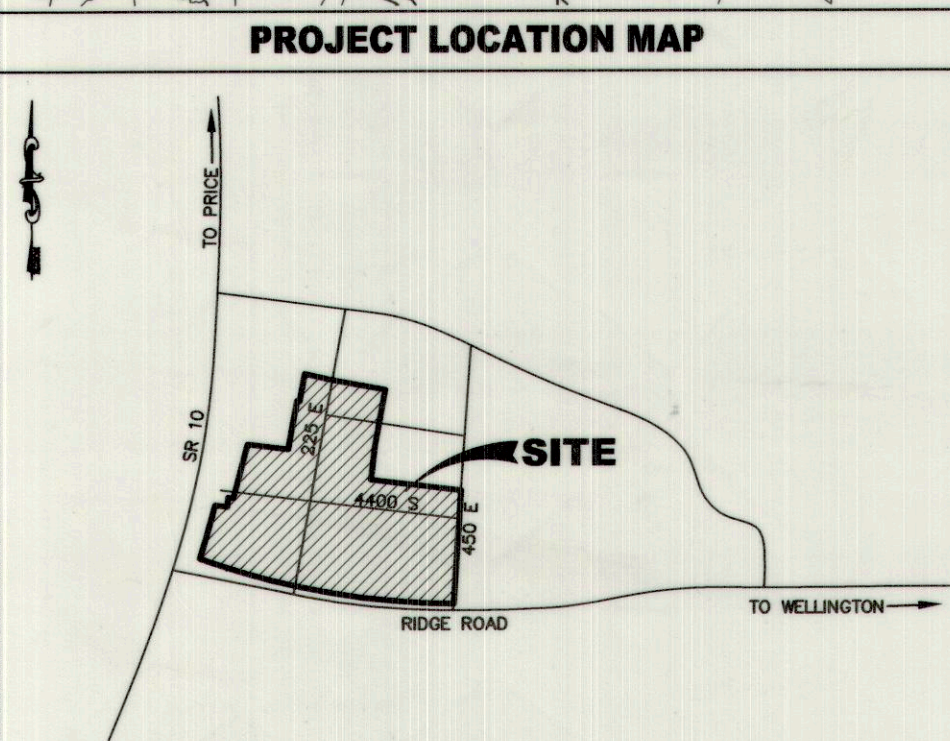 PROJECT LOCATION MAP
TO PRICE
SR 10
225 E
SITE
4400 S
450 E
TO WELLINGTON
RIDGE ROAD